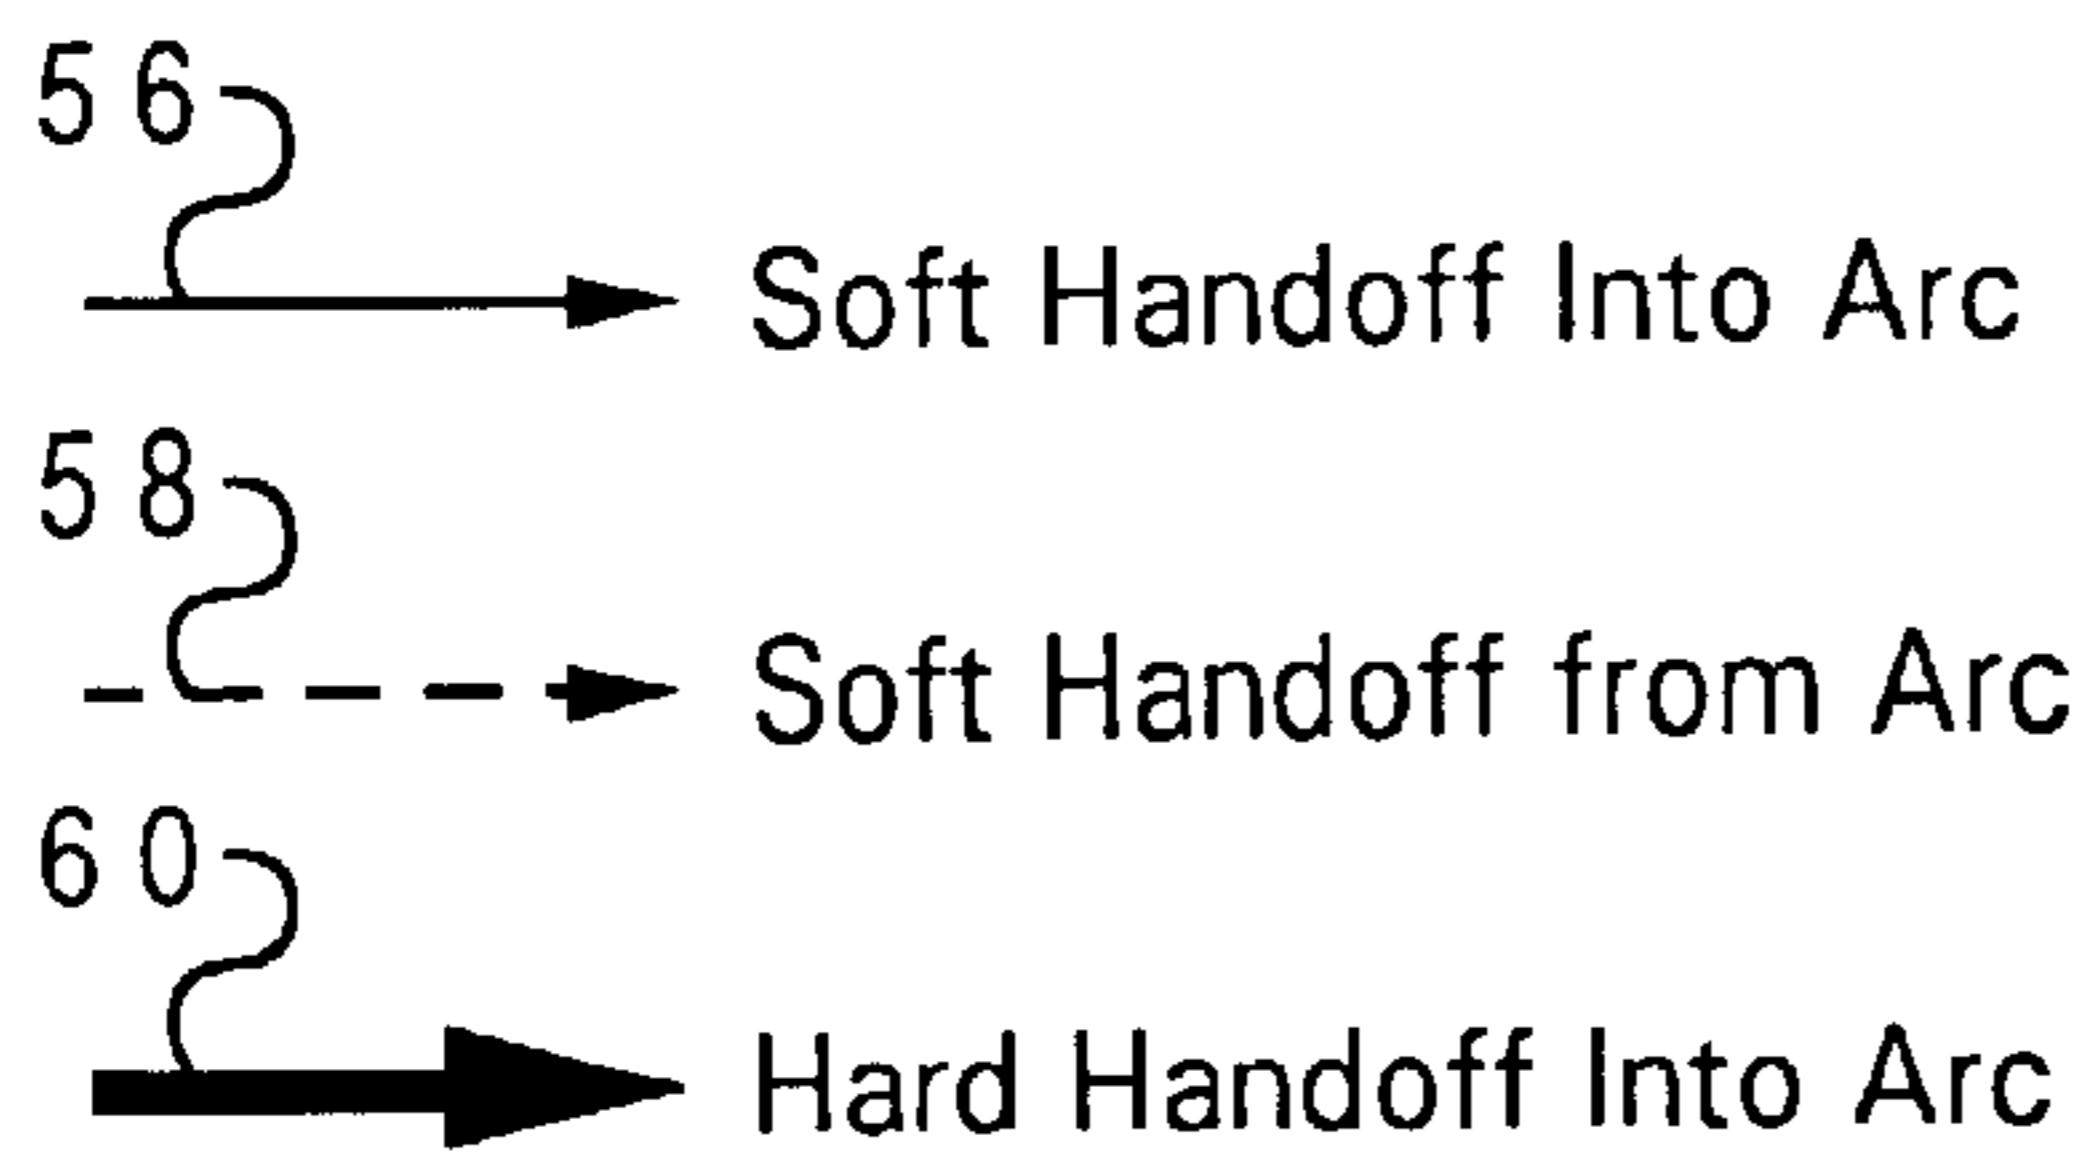 56
Soft Handoff Into Arc
58
Soft Handoff from Arc
60
Hard Handoff Into Arc